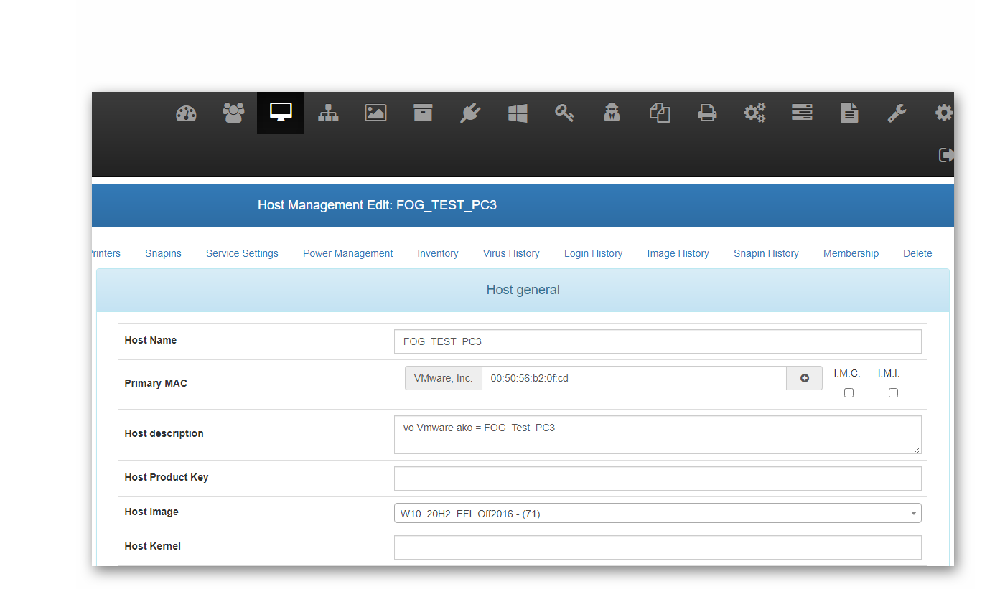 Host Management Edit: FOG_TEST_PC3
rinters Snapins Service Settings Power Management Inventory Virus History Login History Image History Snapin History Membership Delete
Host general
Host Name FOG_TEST_PC3
Primary MAC VMware, Inc. 00:50:56:b2:0f:cd I.M.C. I.M.I.
Host description vo Vmware ako = FOG_Test_PC3
Host Product Key
Host Image W10_20H2_EFI_Off2016 - (71)
Host Kernel